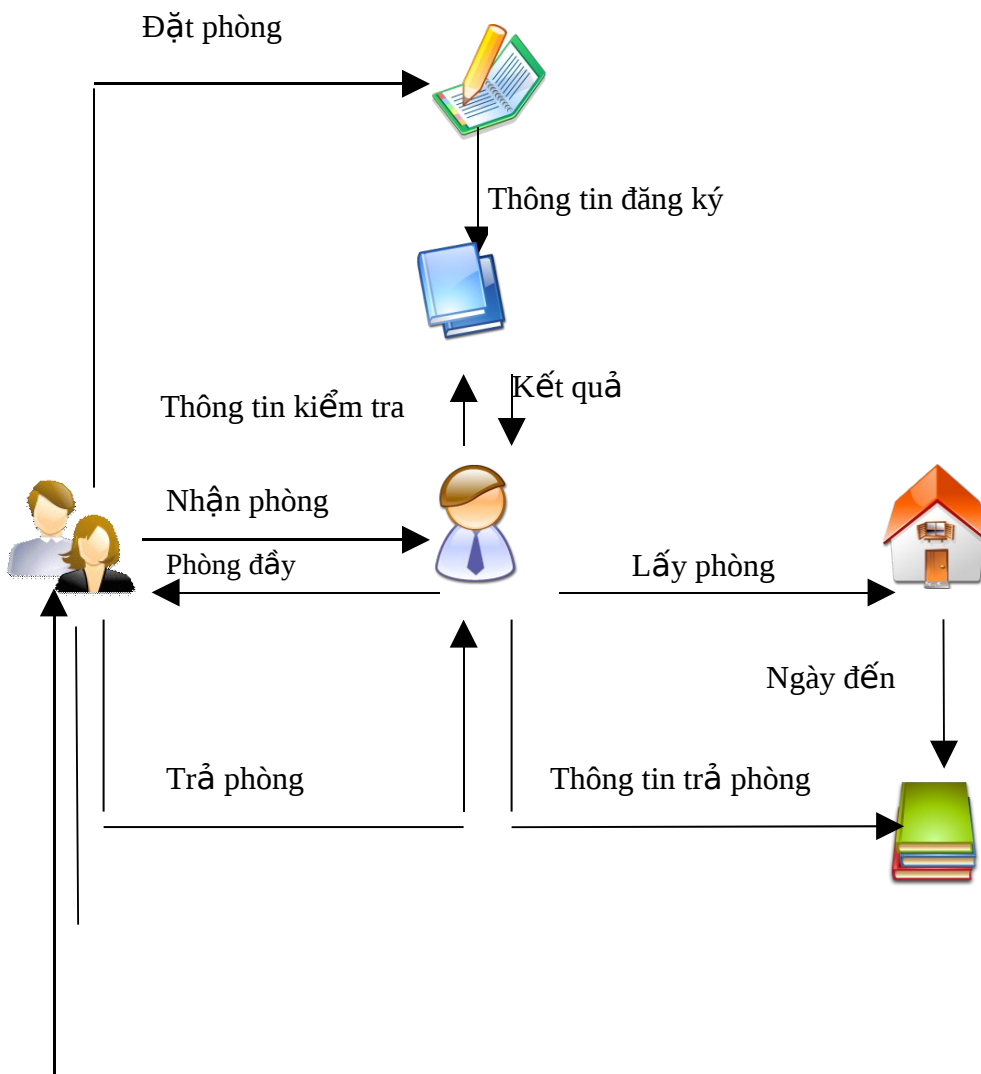 Đặt phòng
Thông tin đăng ký
Kết quả
Thông tin kiểm tra
Nhận phòng
Phòng đầy
Lấy phòng
Ngày đến
Trả phòng
Thông tin trả phòng